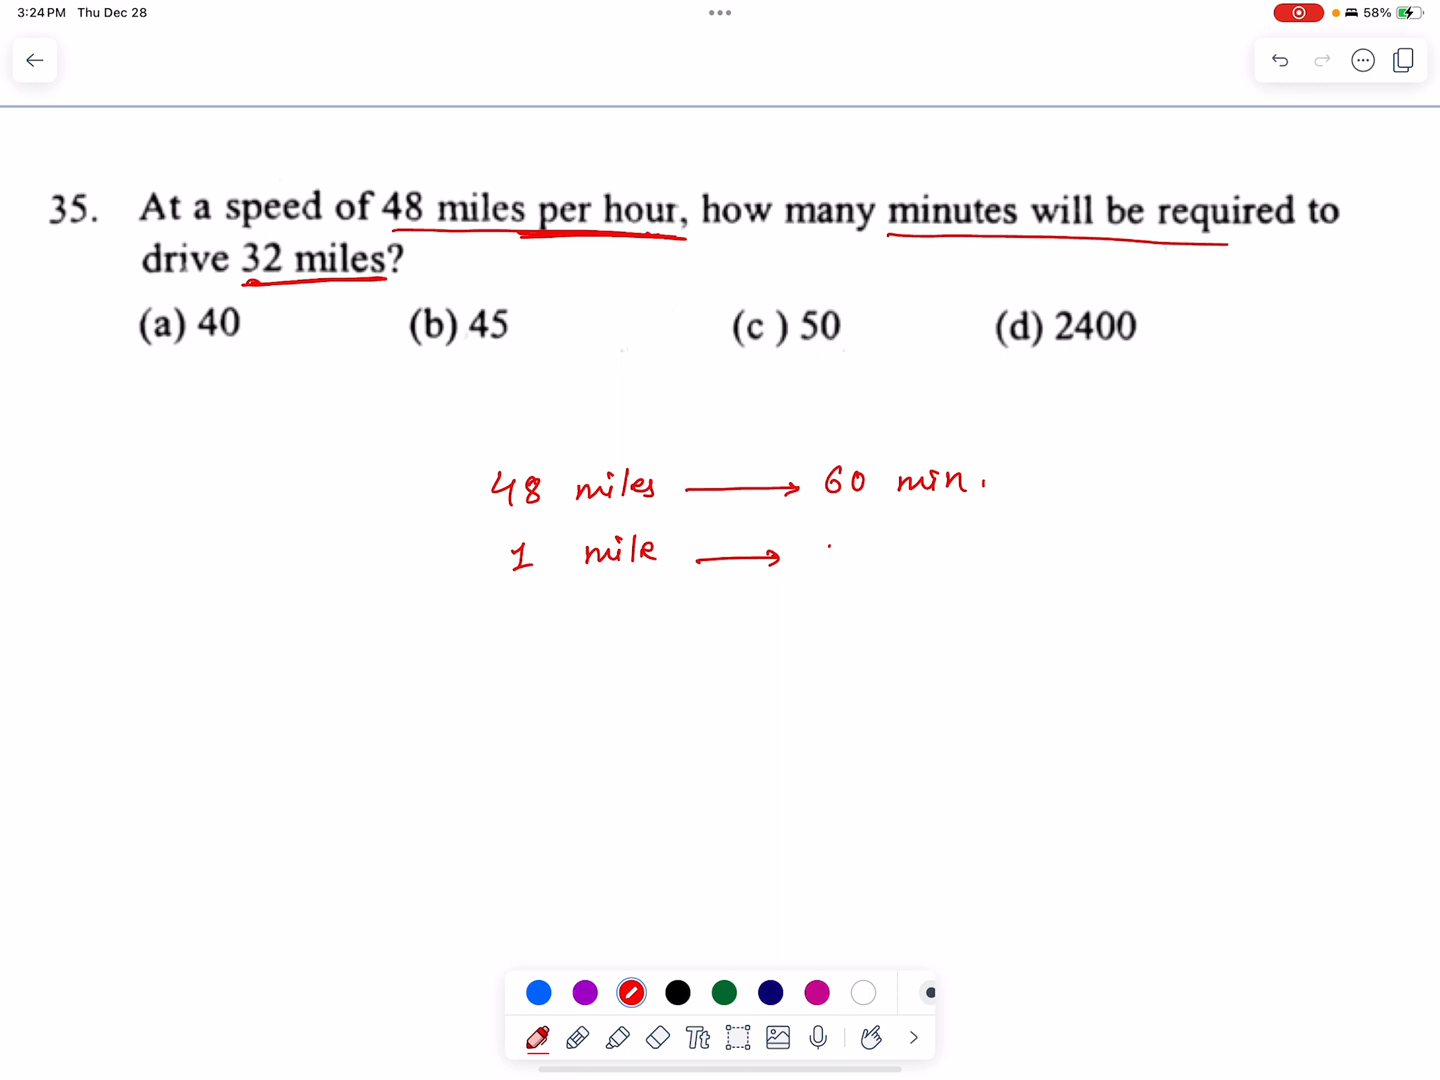 3:24 PM Thu Dec 28
58%
35. At a speed of 48 miles per hour, how many minutes will be required to
drive 32 miles?
(a) 40 (b) 45 (c ) 50 (d) 2400
48 miles → 60 min.
1 mile →
Tt